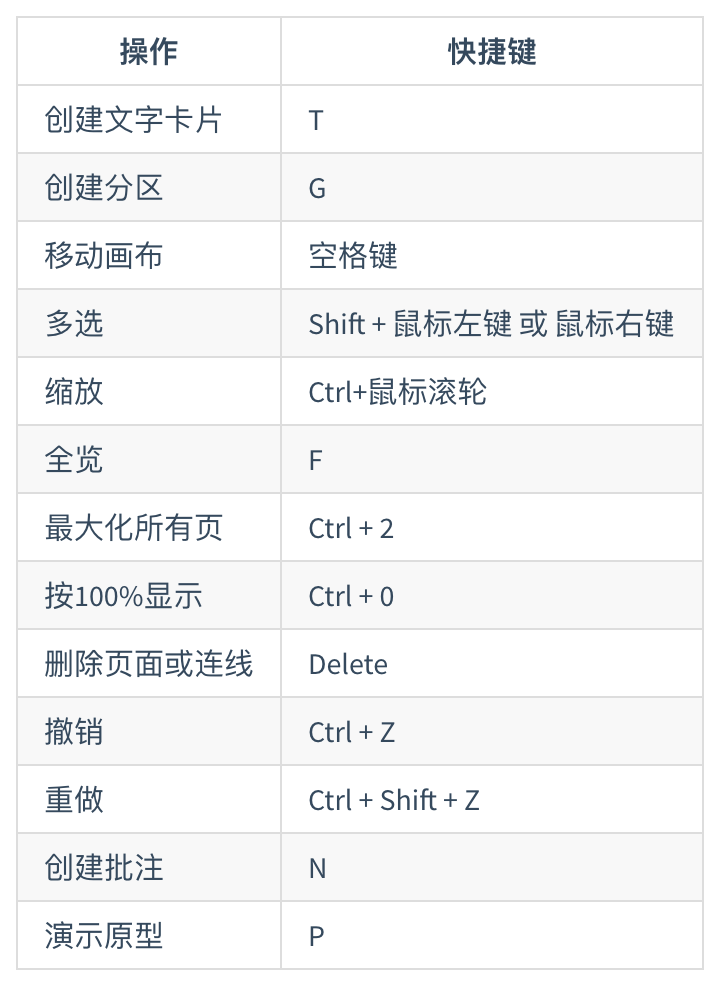 操作 快捷键
创建文字卡片 T
创建分区 G
移动画布 空格键
多选 Shift + 鼠标左键 或 鼠标右键
缩放 Ctrl+鼠标滚轮
全览 F
最大化所有页 Ctrl + 2
按100%显示 Ctrl + 0
删除页面或连线 Delete
撤销 Ctrl + Z
重做 Ctrl + Shift + Z
创建批注 N
演示原型 P